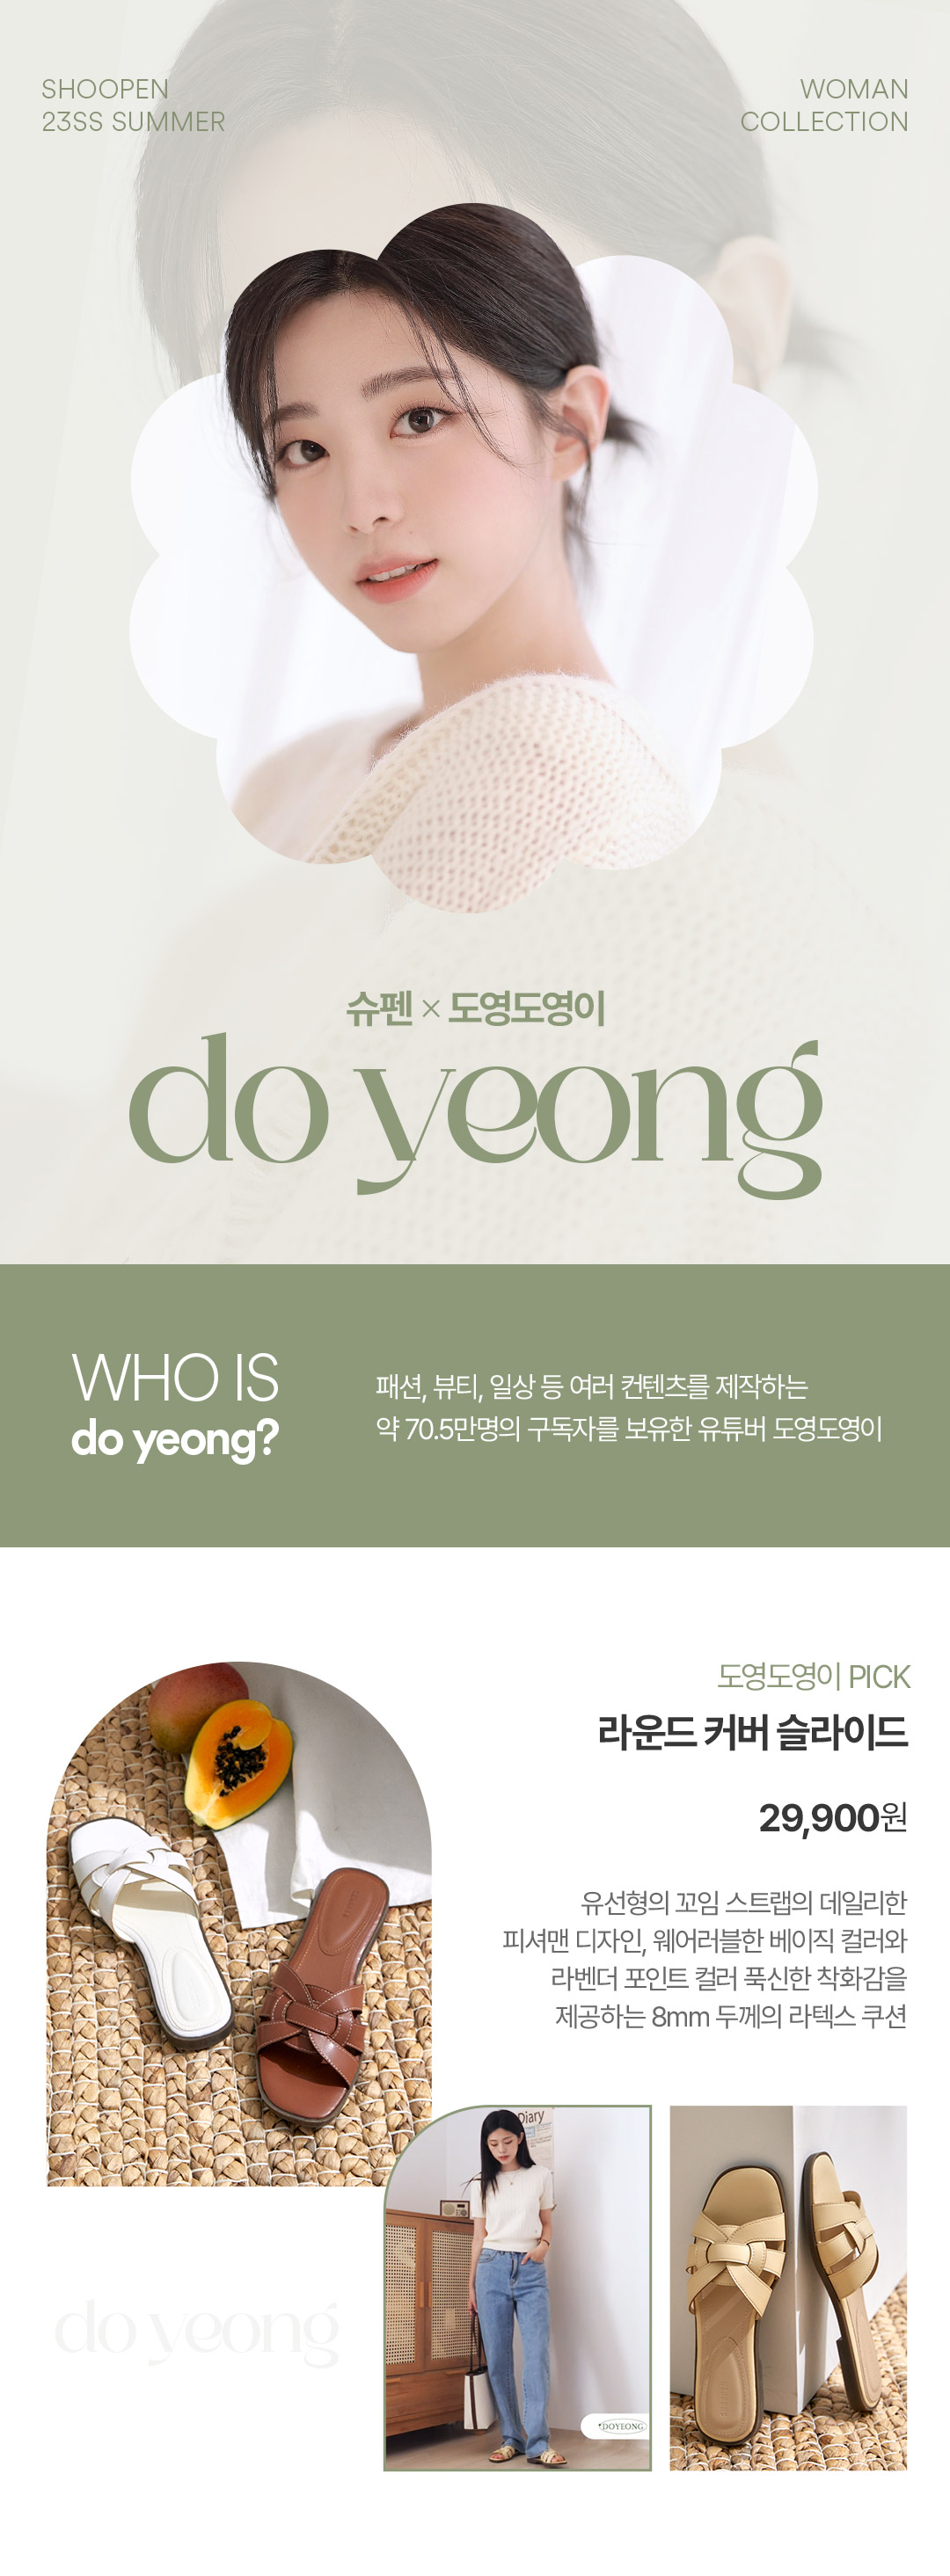 SHOOPEN
23SS SUMMER
WOMAN
COLLECTION
슈펜 × 도영도영이
do yeong
WHO IS
do yeong?
패션, 뷰티, 일상 등 여러 컨텐츠를 제작하는
약 70.5만명의 구독자를 보유한 유튜버 도영도영이
도영도영이 PICK
라운드 커버 슬라이드
29,900원
유선형의 꼬임 스트랩의 데일리한
피셔맨 디자인, 웨어러블한 베이직 컬러와
라벤더 포인트 컬러 푹신한 착화감을
제공하는 8mm 두께의 라텍스 쿠션
Diary
do yeong
DOYEONG